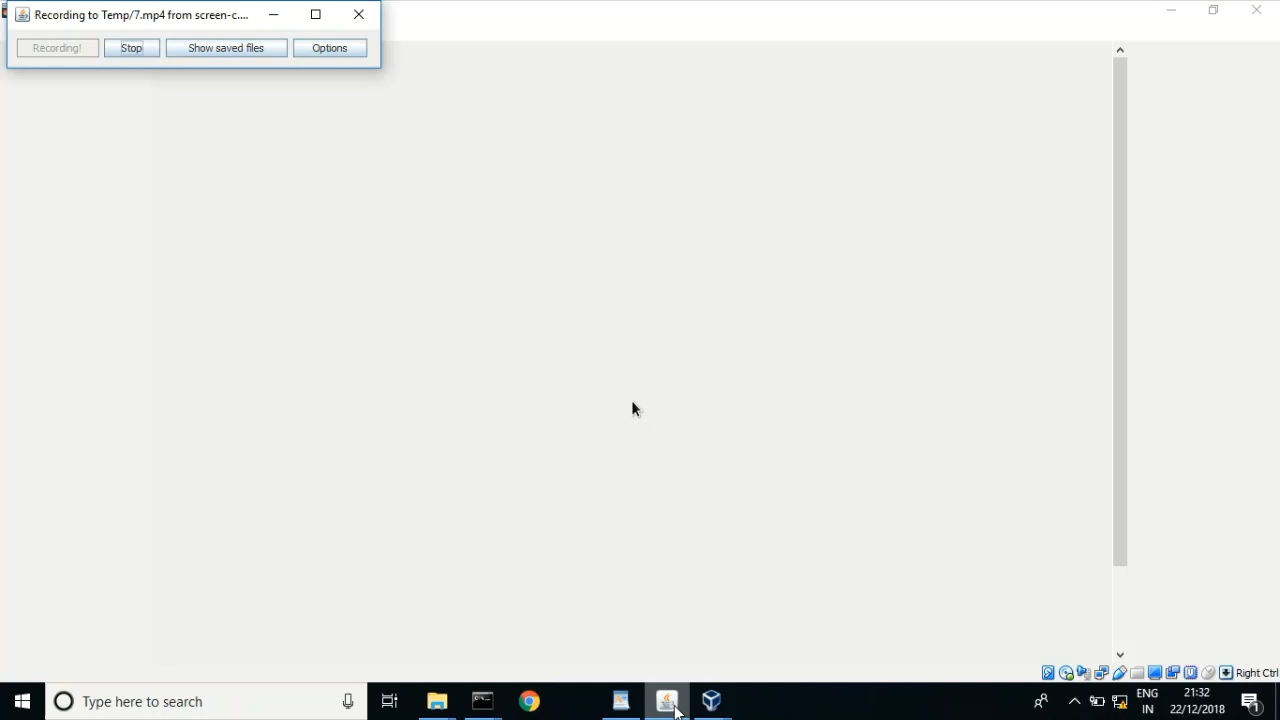 Recording to Temp/7.mp4 from screen-c....
Recording! Stop Show saved files Options
Right Ctrl
Type here to search
ENG
IN
21:32
22/12/2018
1